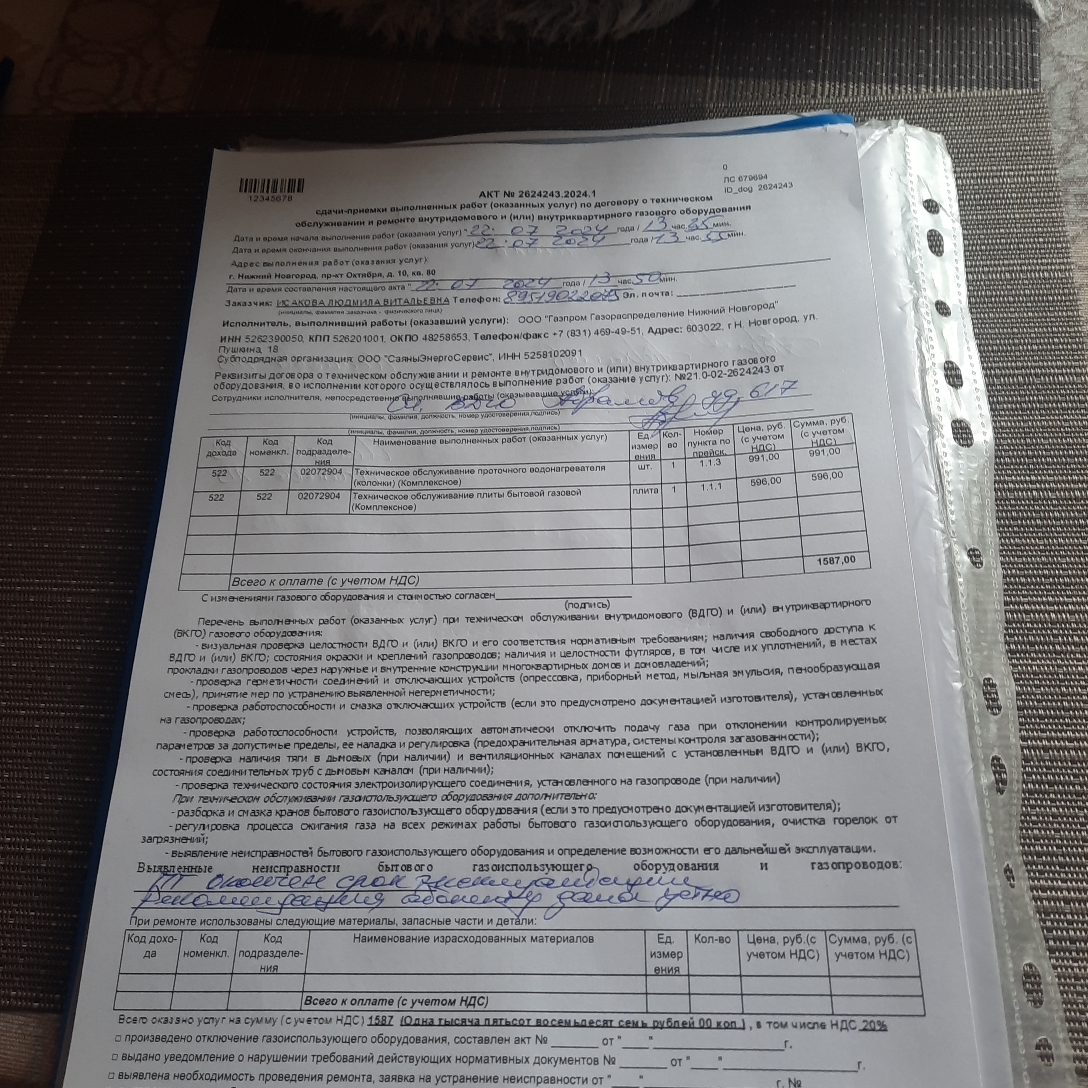 12345678
0
ЛС 679694
ID_dog 2624243
АКТ № 2624243.2024.1
сдачи-приемки выполненных работ (оказанных услуг) по договору о техническом
обслуживании и ремонте внутридомового и (или) внутриквартирного газового оборудования
Дата и время начала выполнения работ (оказания услуг) "22. 07 2024 года / 13 час 35 мин.
Дата и время окончания выполнения работ (оказания услуг) 22. 07 2024 года / 13 час 55 мин.
Адрес выполнения работ (оказания услуг):
г. Нижний Новгород, пр-кт Октября, д. 10, кв. 80
Дата и время составления настоящего акта "22. 07 2024 года / 13 час 50 мин.
Заказчик: ИСАКОВА ЛЮДМИЛА ВИТАЛЬЕВНА Телефон: 89519022075 Эл. почта:
(инициалы, фамилия заказчика - физического лица)
Исполнитель, выполнивший работы (оказавший услуги): ООО "Газпром Газораспределение Нижний Новгород"
ИНН 5262390050, КПП 526201001, ОКПО 48258653, Телефон/факс +7 (831) 469-49-51, Адрес: 603022, г Н. Новгород, ул.
Пушкина, 18
Субподрядная организация: ООО "СаяныЭнергоСервис", ИНН 5258102091
Реквизиты договора о техническом обслуживании и ремонте внутридомового и (или) внутриквартирного газового
оборудования, во исполнении которого осуществлялось выполнение работ (оказание услуг): №21.0-02-2624243 от
Сотрудники исполнителя, непосредственно выполнявшие работы (оказывавшие услуги):
(инициалы, фамилия, должность, номер удостоверения,подпись)
(инициалы, фамилия, должность, номер удостоверения,подпись)
Код дохода Код номенкл. Код подразделе-ния Наименование выполненных работ (оказанных услуг) Ед. измерения Кол-во Номер пункта по прейск. Цена, руб. (с учетом НДС) Сумма, руб. (с учетом НДС)
522 522 02072904 Техническое обслуживание проточного водонагревателя шт. 1 1.1.3 991,00 991,00
(колонки) (Комплексное)
522 522 02072904 Техническое обслуживание плиты бытовой газовой плита 1 1.1.1 596,00 596,00
(Комплексное)
Всего к оплате (с учетом НДС) 1587,00
С изменениями газового оборудования и стоимостью согласен
(подпись)
Перечень выполненных работ (оказанных услуг) при техническом обслуживании внутридомового (ВДГО) и (или) внутриквартирного
(ВКГО) газового оборудования:
- визуальная проверка целостности ВДГО и (или) ВКГО и его соответствия нормативным требованиям; наличия свободного доступа к
ВДГО и (или) ВКГО; состояния окраски и креплений газопроводов; наличия и целостности футляров, в том числе их уплотнений, в местах
прокладки газопроводов через наружные и внутренние конструкции многоквартирных домов и домовладений;
- проверка герметичности соединений и отключающих устройств (опрессовка, приборный метод, мыльная эмульсия, пенообразующая
смесь), принятие мер по устранению выявленной негерметичности;
- проверка работоспособности и смазка отключающих устройств (если это предусмотрено документацией изготовителя), установленных
на газопроводах;
- проверка работоспособности устройств, позволяющих автоматически отключить подачу газа при отклонении контролируемых
параметров за допустимые пределы, ее наладка и регулировка (предохранительная арматура, системы контроля загазованности);
- проверка наличия тяги в дымовых (при наличии) и вентиляционных каналах помещений с установленным ВДГО и (или) ВКГО,
состояния соединительных труб с дымовым каналом (при наличии);
- проверка технического состояния электроизолирующего соединения, установленного на газопроводе (при наличии)
При техническом обслуживании газоиспользующего оборудования дополнительно:
- разборка и смазка кранов бытового газоиспользующего оборудования (если это предусмотрено документацией изготовителя);
- регулировка процесса сжигания газа на всех режимах работы бытового газоиспользующего оборудования, очистка горелок от
загрязнений;
- выявление неисправностей бытового газоиспользующего оборудования и определение возможности его дальнейшей эксплуатации.
Выявленные неисправности бытового газоиспользующего оборудования и газопроводов:
окончен срок эксплуатации
Рекомендация абоненту дана устно
При ремонте использованы следующие материалы, запасные части и детали:
Код дохо-да Код номенкл. Код подразделе-ния Наименование израсходованных материалов Ед. измерения Кол-во Цена, руб.(с учетом НДС) Сумма, руб. (с учетом НДС)
Всего к оплате (с учетом НДС)
Всего оказано услуг на сумму (с учетом НДС) 1587 (Одна тысяча пятьсот восемьдесят семь рублей 00 коп.), в том числе НДС 20%
□ произведено отключение газоиспользующего оборудования, составлен акт № от " " г.
□ выдано уведомление о нарушении требований действующих нормативных документов № от " " г.
□ выявлена необходимость проведения ремонта, заявка на устранение неисправности от " г. №